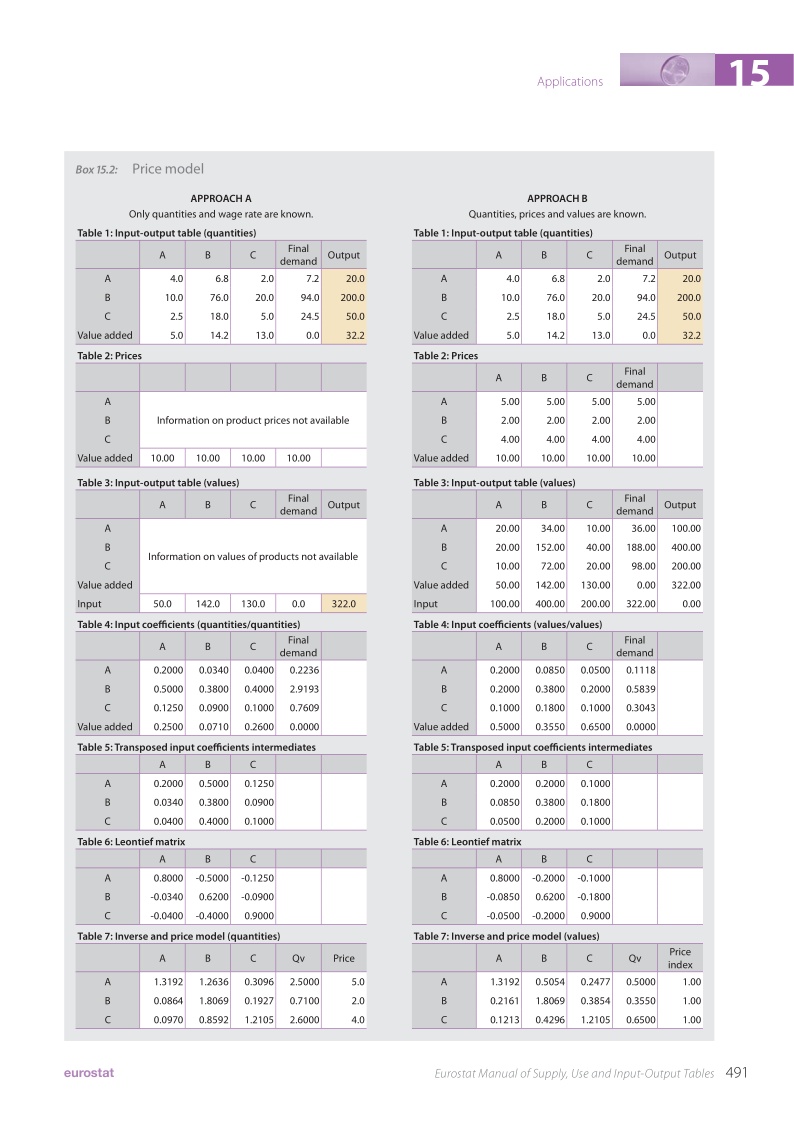 Applications
15
Box 15.2: Price model
APPROACH A
Only quantities and wage rate are known.
Table 1: Input-output table (quantities)
A B C Final demand Output
A 4.0 6.8 2.0 7.2 20.0
B 10.0 76.0 20.0 94.0 200.0
C 2.5 18.0 5.0 24.5 50.0
Value added 5.0 14.2 13.0 0.0 32.2
Table 2: Prices
A
B Information on product prices not available
C
Value added 10.00 10.00 10.00 10.00
Table 3: Input-output table (values)
A B C Final demand Output
A
B
Information on values of products not available
C
Value added
Input 50.0 142.0 130.0 0.0 322.0
Table 4: Input coefficients (quantities/quantities)
A B C Final demand
A 0.2000 0.0340 0.0400 0.2236
B 0.5000 0.3800 0.4000 2.9193
C 0.1250 0.0900 0.1000 0.7609
Value added 0.2500 0.0710 0.2600 0.0000
Table 5: Transposed input coefficients intermediates
A B C
A 0.2000 0.5000 0.1250
B 0.0340 0.3800 0.0900
C 0.0400 0.4000 0.1000
Table 6: Leontief matrix
A B C
A 0.8000 -0.5000 -0.1250
B -0.0340 0.6200 -0.0900
C -0.0400 -0.4000 0.9000
Table 7: Inverse and price model (quantities)
A B C Qv Price
A 1.3192 1.2636 0.3096 2.5000 5.0
B 0.0864 1.8069 0.1927 0.7100 2.0
C 0.0970 0.8592 1.2105 2.6000 4.0
APPROACH B
Quantities, prices and values are known.
Table 1: Input-output table (quantities)
A B C Final demand Output
A 4.0 6.8 2.0 7.2 20.0
B 10.0 76.0 20.0 94.0 200.0
C 2.5 18.0 5.0 24.5 50.0
Value added 5.0 14.2 13.0 0.0 32.2
Table 2: Prices
A B C Final demand
A 5.00 5.00 5.00 5.00
B 2.00 2.00 2.00 2.00
C 4.00 4.00 4.00 4.00
Value added 10.00 10.00 10.00 10.00
Table 3: Input-output table (values)
A B C Final demand Output
A 20.00 34.00 10.00 36.00 100.00
B 20.00 152.00 40.00 188.00 400.00
C 10.00 72.00 20.00 98.00 200.00
Value added 50.00 142.00 130.00 0.00 322.00
Input 100.00 400.00 200.00 322.00 0.00
Table 4: Input coefficients (values/values)
A B C Final demand
A 0.2000 0.0850 0.0500 0.1118
B 0.2000 0.3800 0.2000 0.5839
C 0.1000 0.1800 0.1000 0.3043
Value added 0.5000 0.3550 0.6500 0.0000
Table 5: Transposed input coefficients intermediates
A B C
A 0.2000 0.2000 0.1000
B 0.0850 0.3800 0.1800
C 0.0500 0.2000 0.1000
Table 6: Leontief matrix
A B C
A 0.8000 -0.2000 -0.1000
B -0.0850 0.6200 -0.1800
C -0.0500 -0.2000 0.9000
Table 7: Inverse and price model (values)
A B C Qv Price index
A 1.3192 0.5054 0.2477 0.5000 1.00
B 0.2161 1.8069 0.3854 0.3550 1.00
C 0.1213 0.4296 1.2105 0.6500 1.00
eurostat
Eurostat Manual of Supply, Use and Input-Output Tables 491